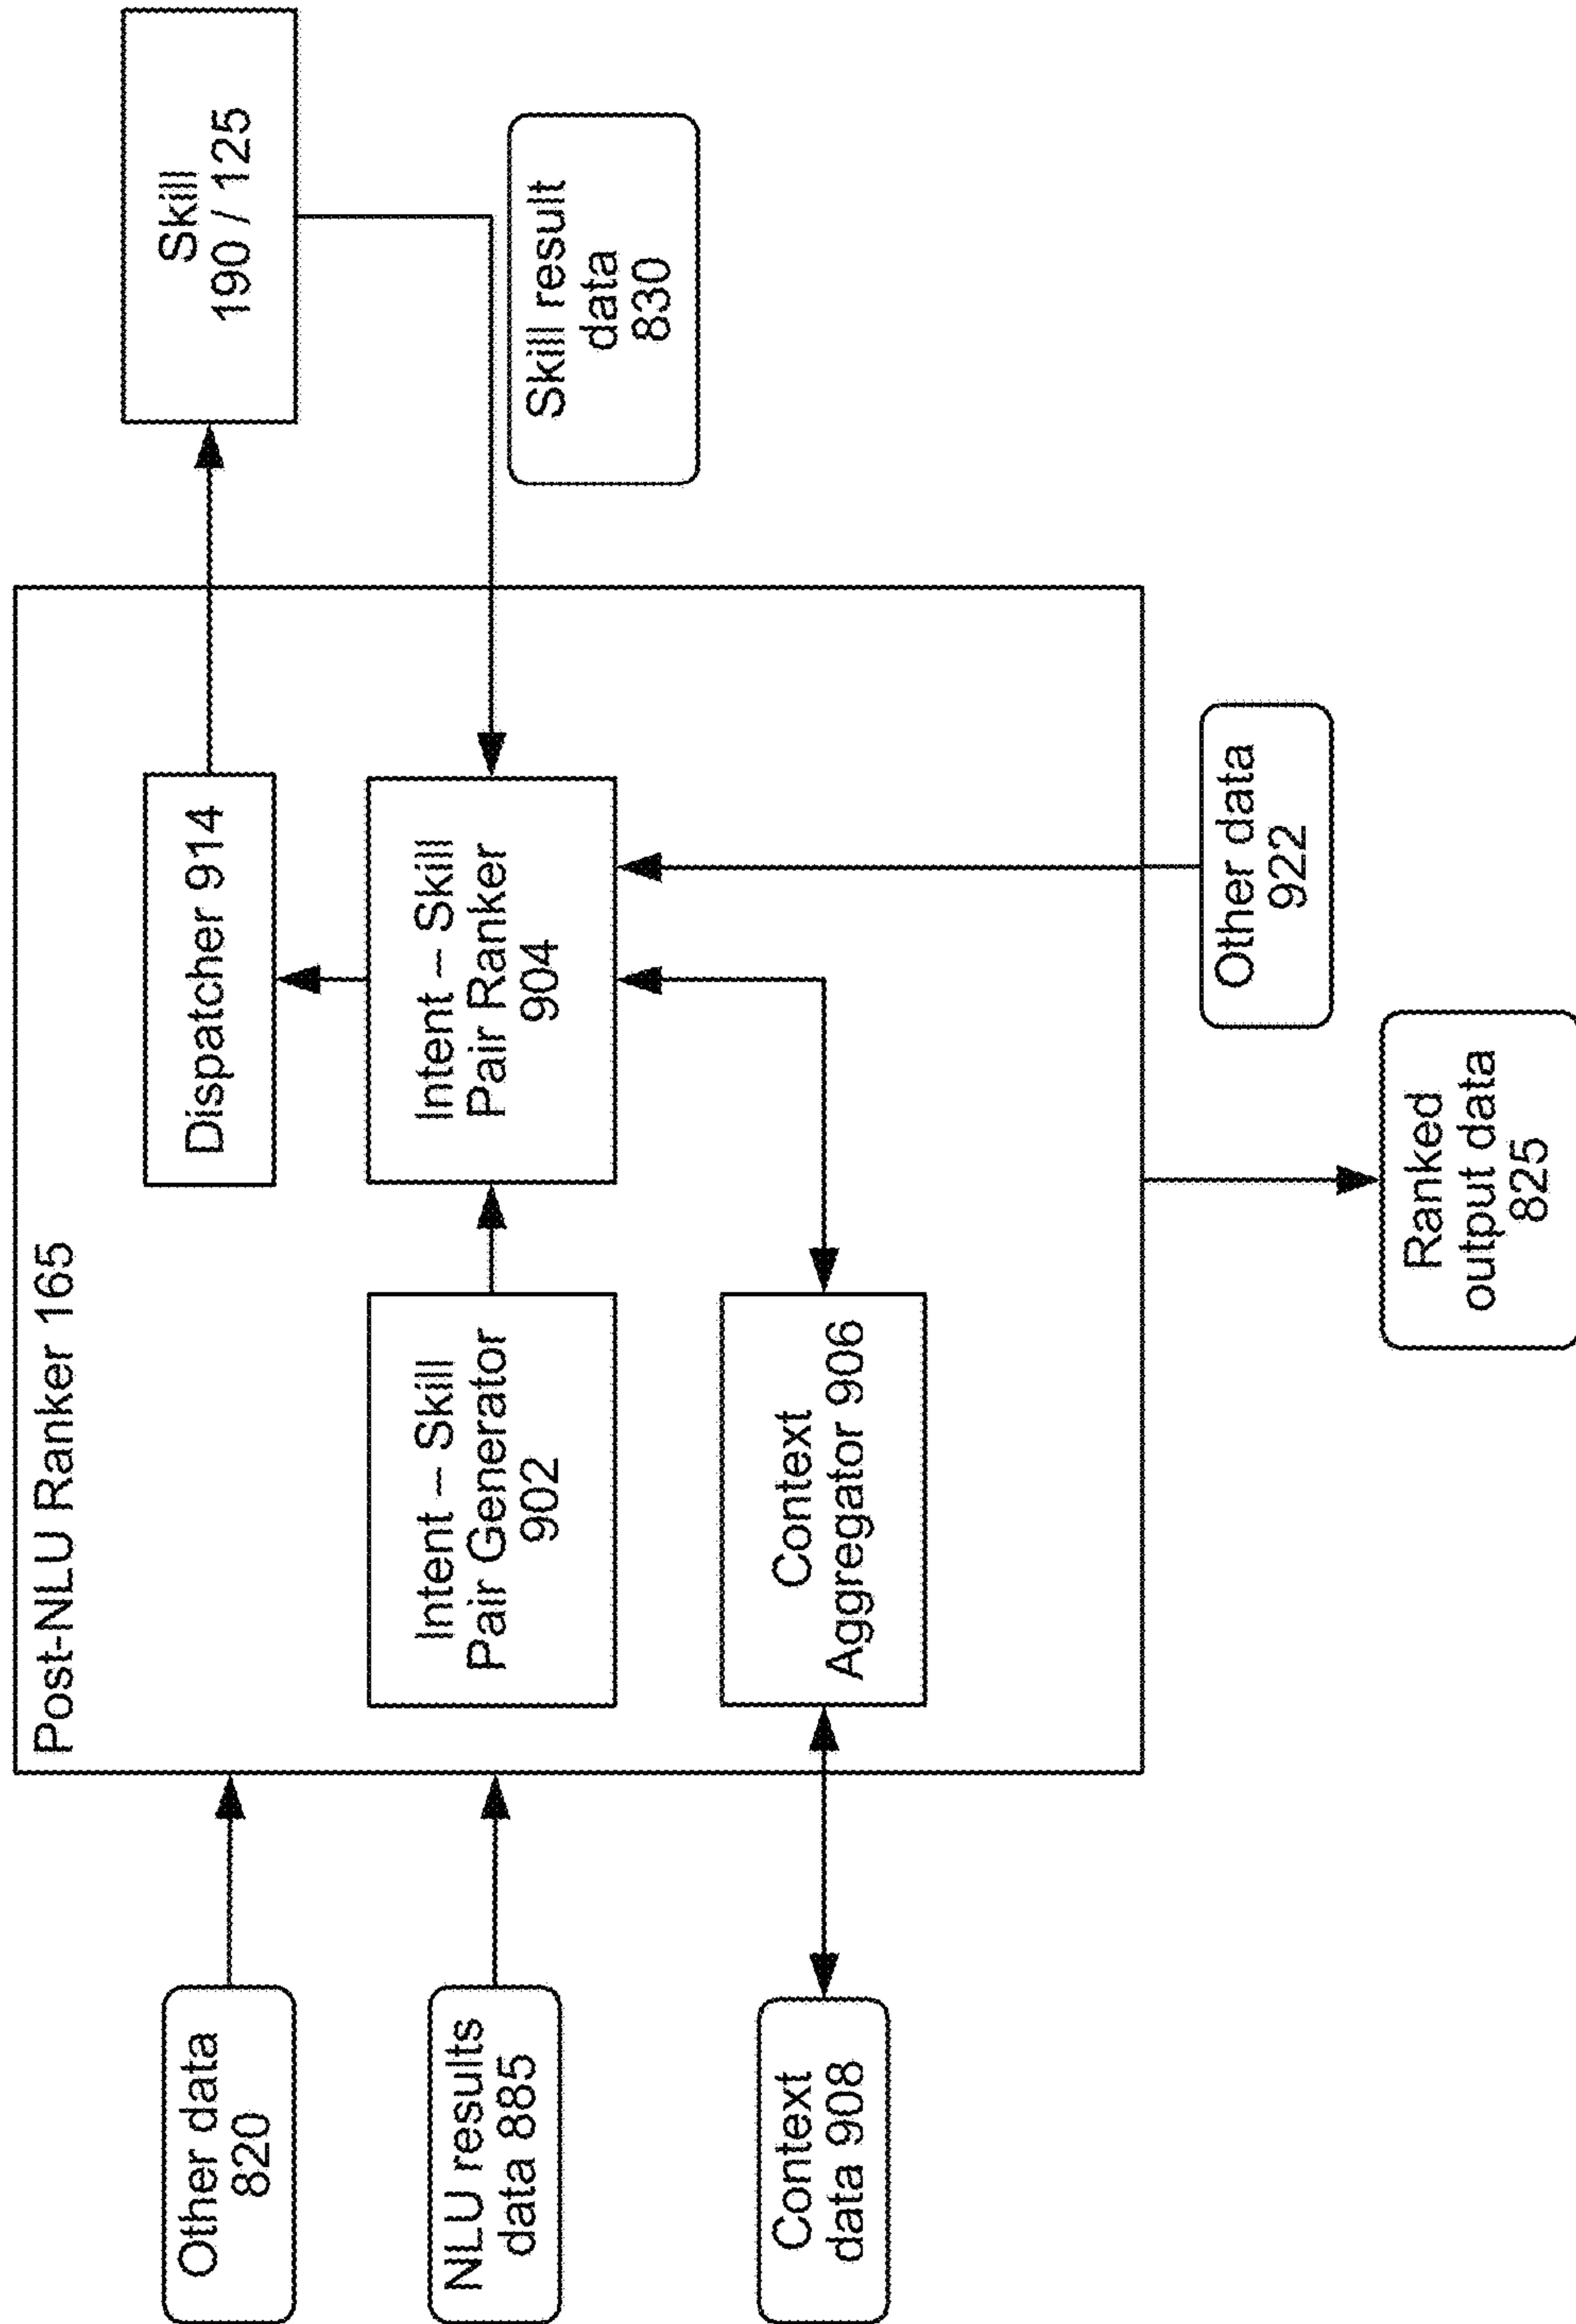 Post-NLU Ranker 165
Other data
820
NLU results
data 885
Context
data 908
Intent – Skill
Pair Generator
902
Context
Aggregator 906
Dispatcher 914
Intent – Skill
Pair Ranker
904
Skill
190 / 125
Skill result
data
830
Other data
922
Ranked
output data
825